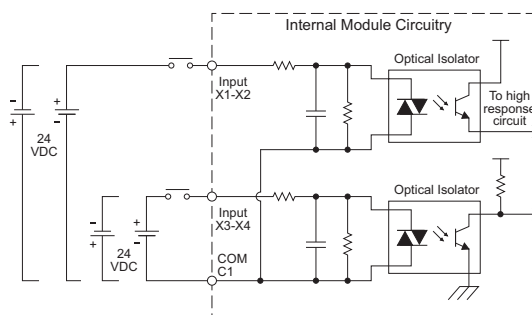 Internal Module Circuitry
Optical Isolator
Input
X1-X2
To high
response
circuit
-
+
+
-
24
VDC
Optical Isolator
Input
X3-X4
-
+
+
-
24
VDC
COM
C1